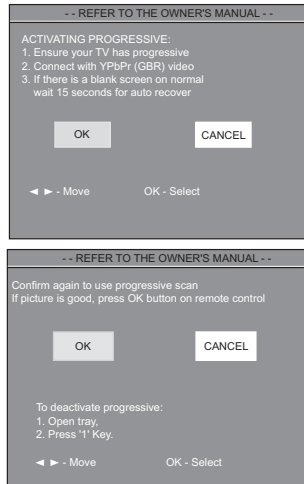 - - REFER TO THE OWNER'S MANUAL - -
ACTIVATING PROGRESSIVE:
1. Ensure your TV has progressive
2. Connect with YPbPr (GBR) video
3. If there is a blank screen on normal
wait 15 seconds for auto recover
OK CANCEL
◄ ► - Move OK - Select
- - REFER TO THE OWNER'S MANUAL - -
Confirm again to use progressive scan
If picture is good, press OK button on remote control
OK CANCEL
To deactivate progressive:
1. Open tray,
2. Press '1' Key.
◄ ► - Move OK - Select